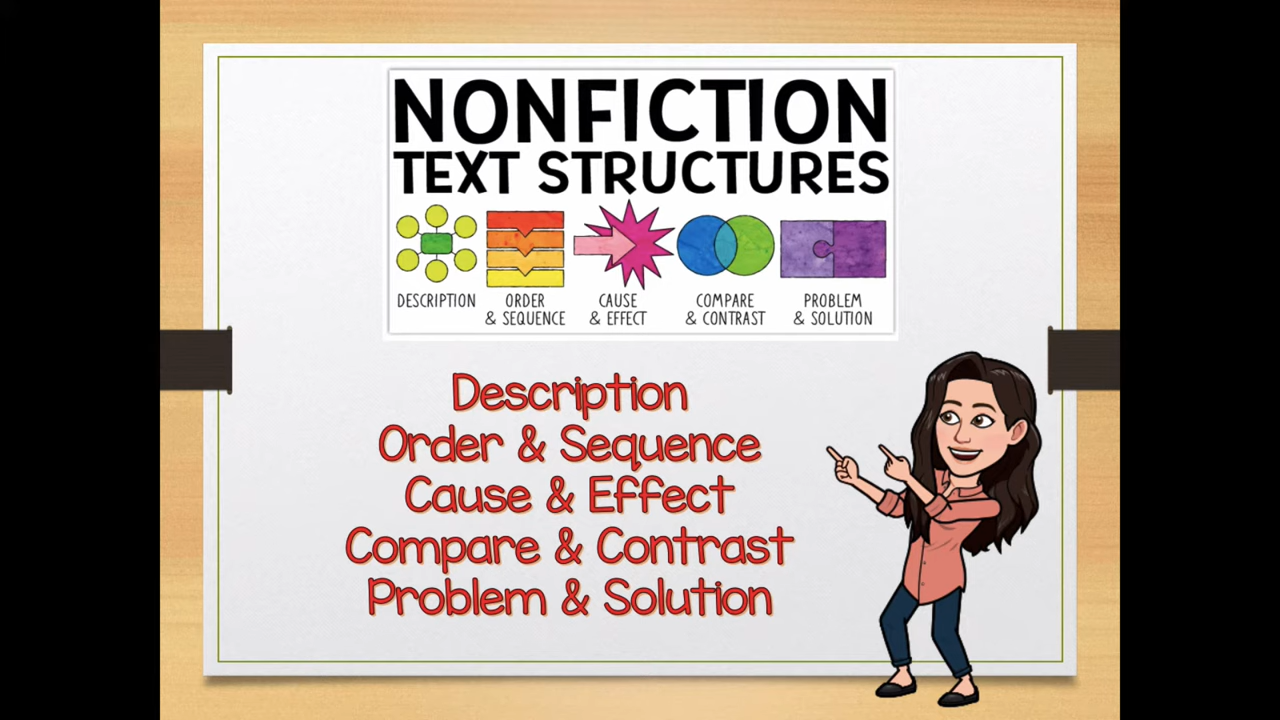 NONFICTION
TEXT STRUCTURES
DESCRIPTION
ORDER
& SEQUENCE
CAUSE
& EFFECT
COMPARE
& CONTRAST
PROBLEM
& SOLUTION
Description
Order & Sequence
Cause & Effect
Compare & Contrast
Problem & Solution